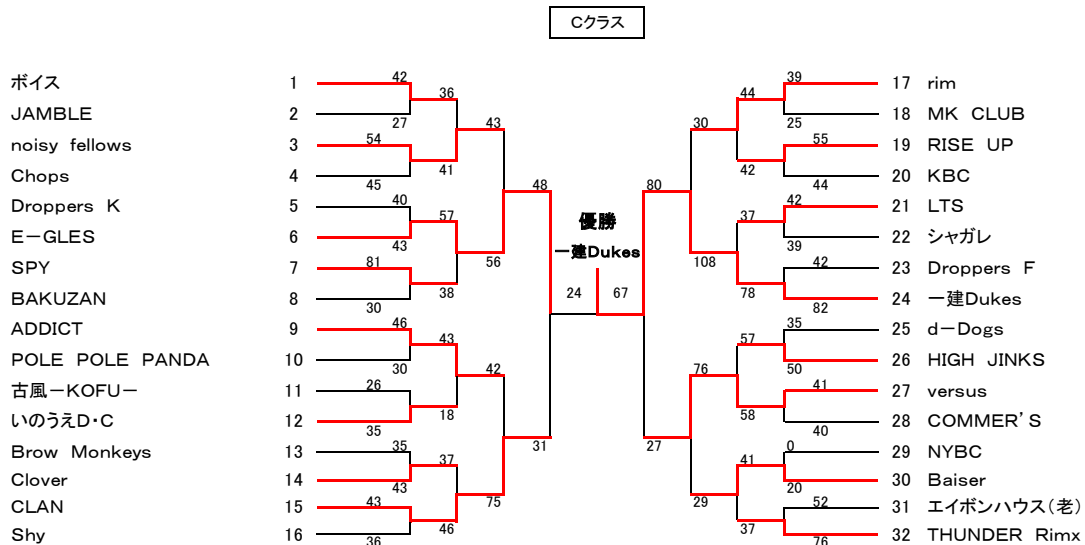 Cクラス
ボイス 1 42 36 39 44 17 rim
JAMBLE 2 27 43 30 25 18 MK CLUB
noisy fellows 3 54 41 42 55 19 RISE UP
Chops 4 45 44 20 KBC
Droppers K 5 40 48 80 42 21 LTS
E-GLES 6 43 57 優勝 37 39 22 シャガレ
SPY 7 81 56 一建Dukes 108 42 23 Droppers F
BAKUZAN 8 30 38 24 67 78 82 24 一建Dukes
ADDICT 9 46 43 57 35 25 d-Dogs
POLE POLE PANDA 10 30 42 76 50 26 HIGH JINKS
古風-KOFU- 11 26 18 58 41 27 versus
いのうえD・C 12 35 40 28 COMMER'S
Brow Monkeys 13 35 31 27 0 29 NYBC
Clover 14 43 37 41 20 30 Baiser
CLAN 15 43 75 29 52 31 エイボンハウス(老)
Shy 16 36 46 37 76 32 THUNDER Rimx